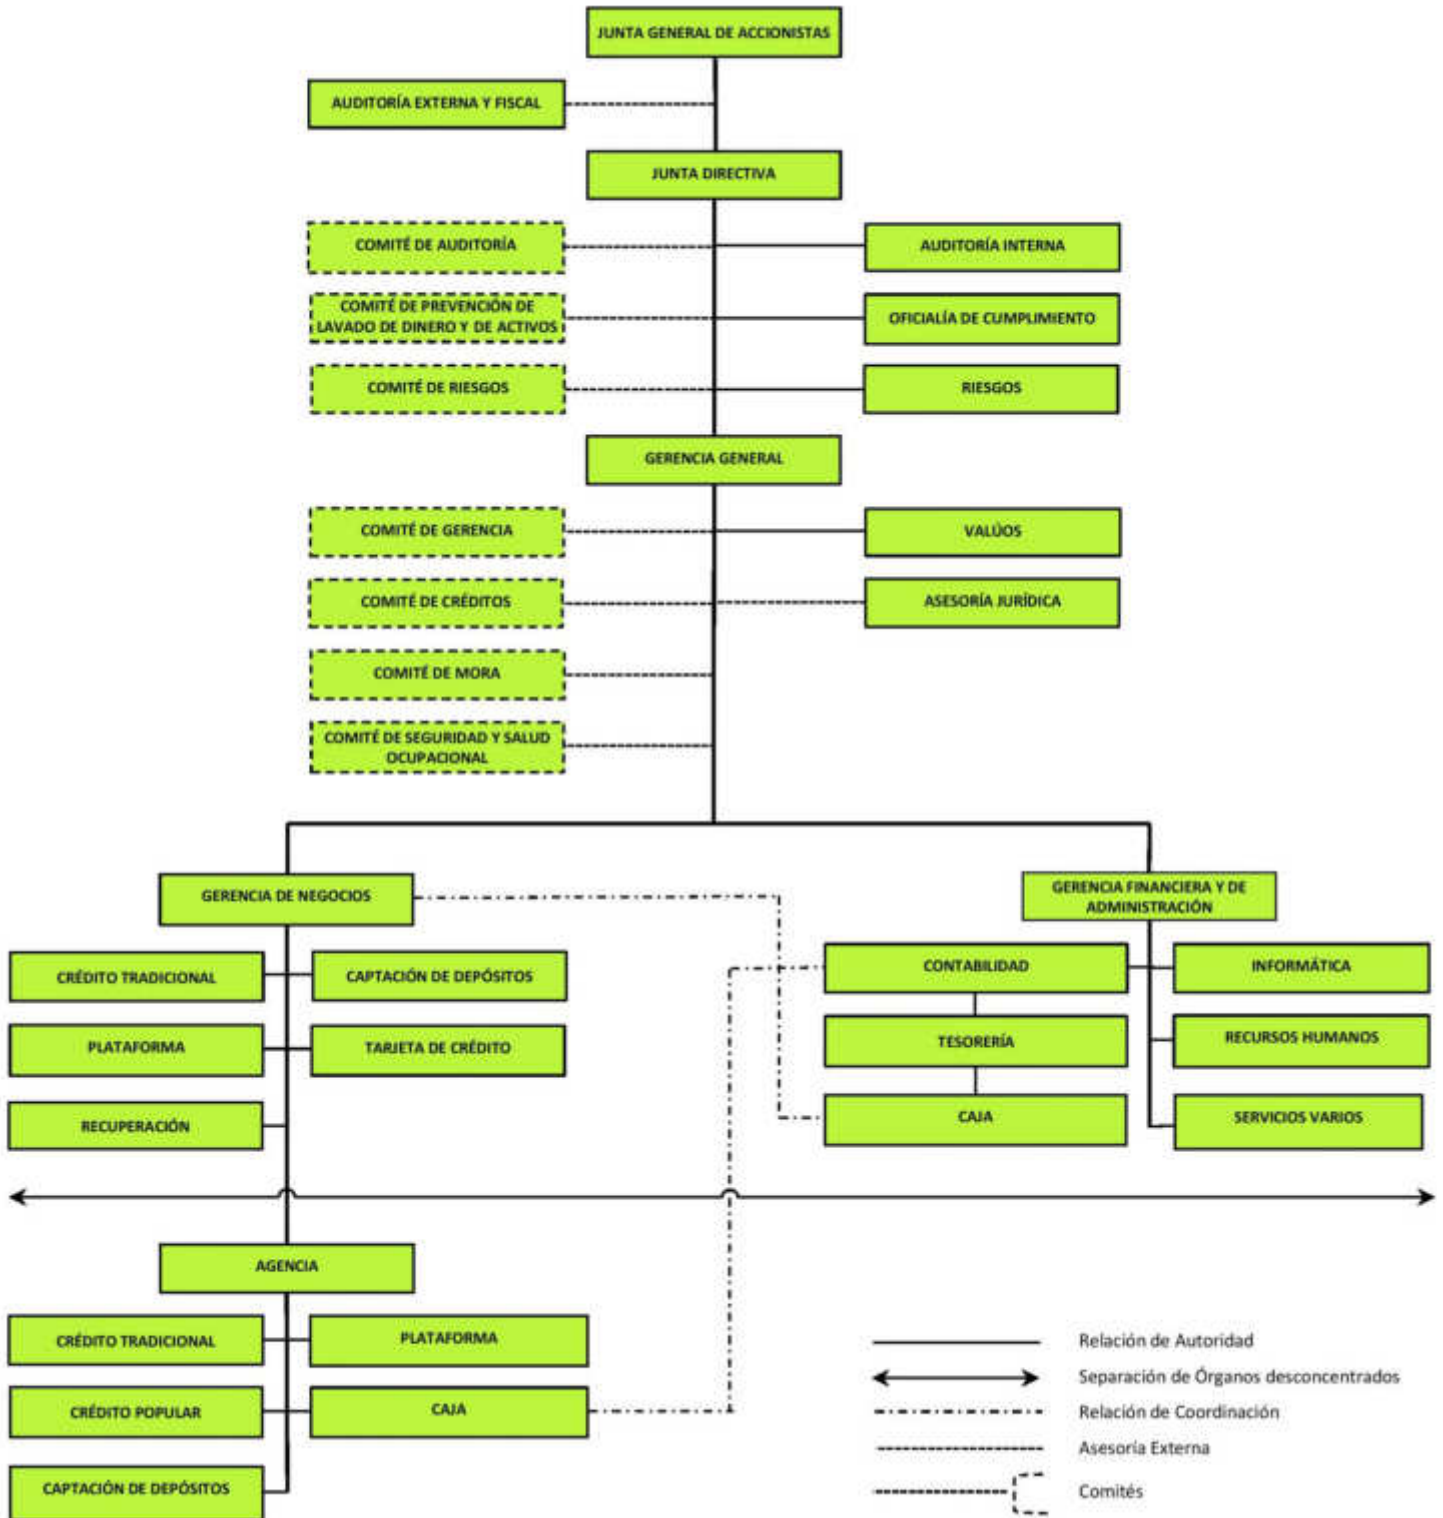 JUNTA GENERAL DE ACCIONISTAS
AUDITORÍA EXTERNA Y FISCAL
JUNTA DIRECTIVA
COMITÉ DE AUDITORÍA
AUDITORÍA INTERNA
COMITÉ DE PREVENCIÓN DE
LAVADO DE DINERO Y DE ACTIVOS
OFICIALÍA DE CUMPLIMIENTO
COMITÉ DE RIESGOS
RIESGOS
GERENCIA GENERAL
COMITÉ DE GERENCIA
VALÚOS
COMITÉ DE CRÉDITOS
ASESORÍA JURÍDICA
COMITÉ DE MORA
COMITÉ DE SEGURIDAD Y SALUD
OCUPACIONAL
GERENCIA DE NEGOCIOS
GERENCIA FINANCIERA Y DE
ADMINISTRACIÓN
CRÉDITO TRADICIONAL
CAPTACIÓN DE DEPÓSITOS
CONTABILIDAD
INFORMÁTICA
PLATAFORMA
TARJETA DE CRÉDITO
TESORERÍA
RECURSOS HUMANOS
RECUPERACIÓN
CAJA
SERVICIOS VARIOS
AGENCIA
CRÉDITO TRADICIONAL
PLATAFORMA
CRÉDITO POPULAR
CAJA
CAPTACIÓN DE DEPÓSITOS
Relación de Autoridad
Separación de Órganos desconcentrados
Relación de Coordinación
Asesoría Externa
Comités